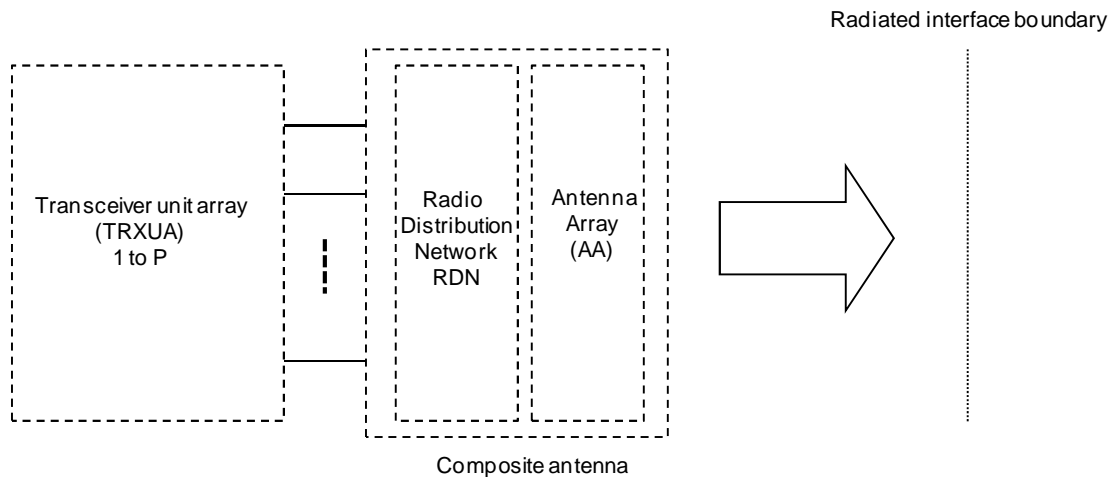 Radiated interface boundary
Transceiver unit array
(TRXUA)
1 to P
Radio
Distribution
Network
RDN
Antenna
Array
(AA)
Composite antenna